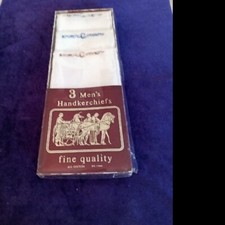 3 Men's
Handkerchiefs
fine quality